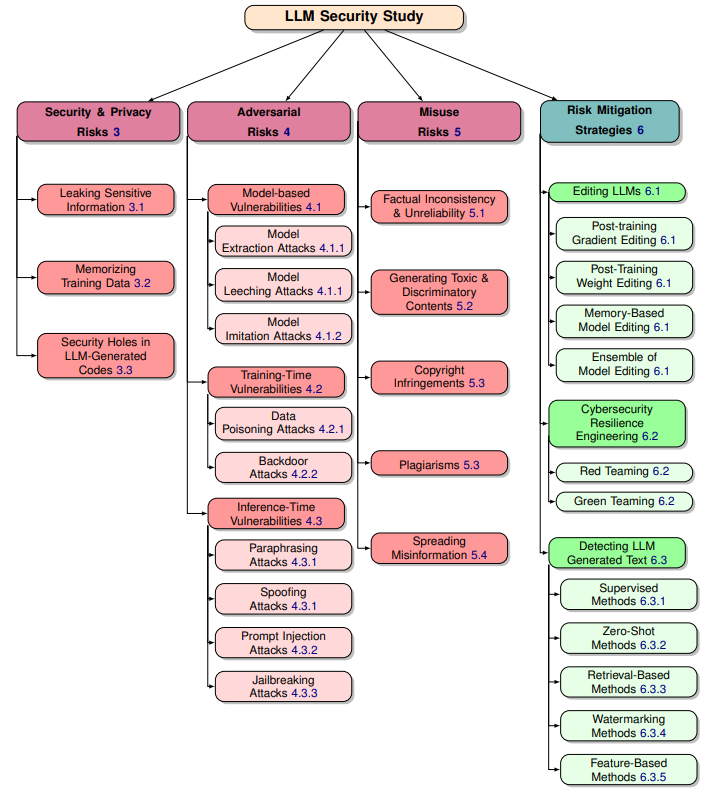 LLM Security Study
Security & Privacy
Risks 3
Leaking Sensitive
Information 3.1
Memorizing
Training Data 3.2
Security Holes in
LLM-Generated
Codes 3.3
Adversarial
Risks 4
Model-based
Vulnerabilities 4.1
Model
Extraction Attacks 4.1.1
Model
Leeching Attacks 4.1.1
Model
Imitation Attacks 4.1.2
Training-Time
Vulnerabilities 4.2
Data
Poisoning Attacks 4.2.1
Backdoor
Attacks 4.2.2
Inference-Time
Vulnerabilities 4.3
Paraphrasing
Attacks 4.3.1
Spoofing
Attacks 4.3.1
Prompt Injection
Attacks 4.3.2
Jailbreaking
Attacks 4.3.3
Misuse
Risks 5
Factual Inconsistency
& Unreliability 5.1
Generating Toxic &
Discriminatory
Contents 5.2
Copyright
Infringements 5.3
Plagiarisms 5.3
Spreading
Misinformation 5.4
Risk Mitigation
Strategies 6
Editing LLMs 6.1
Post-training
Gradient Editing 6.1
Post-Training
Weight Editing 6.1
Memory-Based
Model Editing 6.1
Ensemble of
Model Editing 6.1
Cybersecurity
Resilience
Engineering 6.2
Red Teaming 6.2
Green Teaming 6.2
Detecting LLM
Generated Text 6.3
Supervised
Methods 6.3.1
Zero-Shot
Methods 6.3.2
Retrieval-Based
Methods 6.3.3
Watermarking
Methods 6.3.4
Feature-Based
Methods 6.3.5